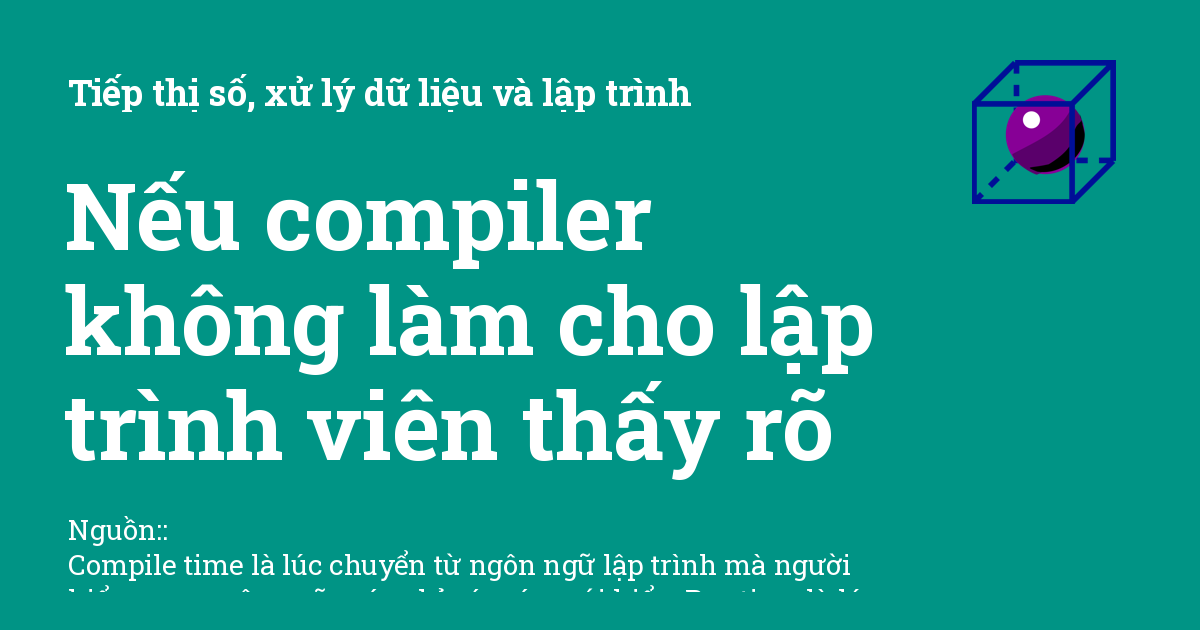 Tiếp thị số, xử lý dữ liệu và lập trình
Nếu compiler
không làm cho lập
trình viên thấy rõ
Nguồn::
Compile time là lúc chuyển từ ngôn ngữ lập trình mà người